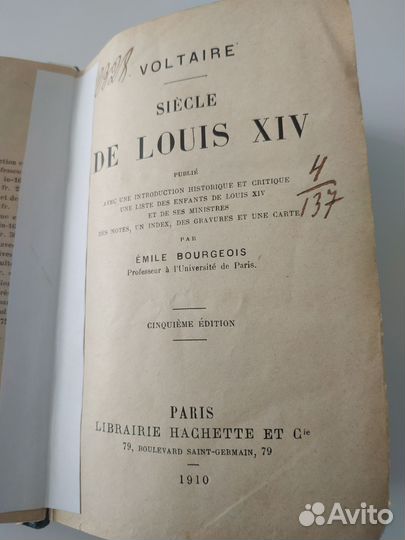 0928.
VOLTAIRE
SIÈCLE
DE LOUIS XIV
PUBLIÉ
AVEC UNE INTRODUCTION HISTORIQUE ET CRITIQUE
UNE LISTE DES ENFANTS DE LOUIS XIV
ET DE SES MINISTRES
DES NOTES, UN INDEX, DES GRAVURES ET UNE CARTE
4
137
PAR
ÉMILE BOURGEOIS
Professeur à l'Université de Paris.
CINQUIÈME ÉDITION
PARIS
LIBRAIRIE HACHETTE ET Cie
79, BOULEVARD SAINT-GERMAIN, 79
1910
Avito